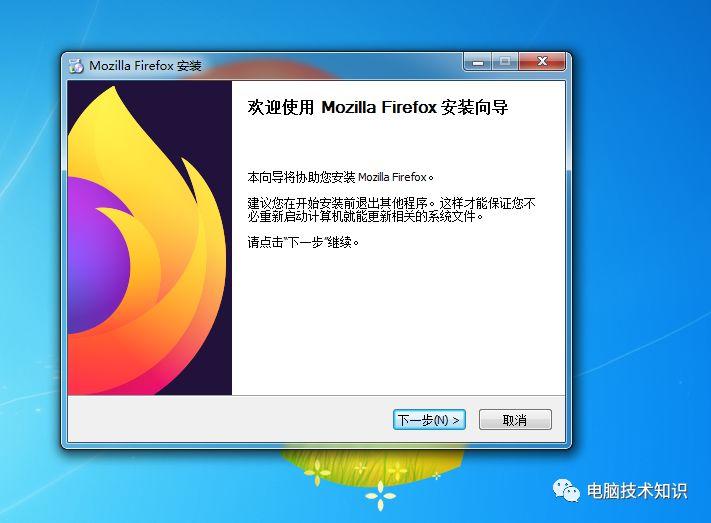 Mozilla Firefox 安装
欢迎使用 Mozilla Firefox 安装向导
本向导将协助您安装 Mozilla Firefox。
建议您在开始安装前退出其他程序。这样才能保证您不
必重新启动计算机就能更新相关的系统文件。
请点击“下一步”继续。
下一步(N) >
取消
电脑技术知识